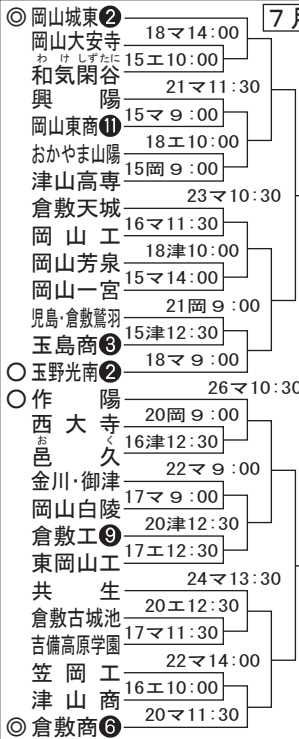 ◎岡山城東❷
７月
18マ14:00
岡山大安寺
15エ10:00
わけしずたに
和気閑谷
21マ11:30
興陽
15マ9:00
岡山東商⓫
18エ10:00
おかやま山陽
15岡9:00
津山高専
23マ10:30
倉敷天城
16マ11:30
岡山工
18津10:00
岡山芳泉
15マ14:00
岡山一宮
21岡9:00
児島・倉敷鷲羽
15津12:30
玉島商❸
18マ9:00
○玉野光南❷
26マ10:30
○作陽
20岡9:00
西大寺
16津12:30
おく
邑久
22マ9:00
金川・御津
17マ9:00
岡山白陵
20津12:30
倉敷工❾
17エ12:30
東岡山工
24マ13:30
共生
20エ12:30
倉敷古城池
17マ11:30
吉備高原学園
22マ14:00
笠岡工
16エ10:00
津山商
20マ11:30
◎倉敷商❻